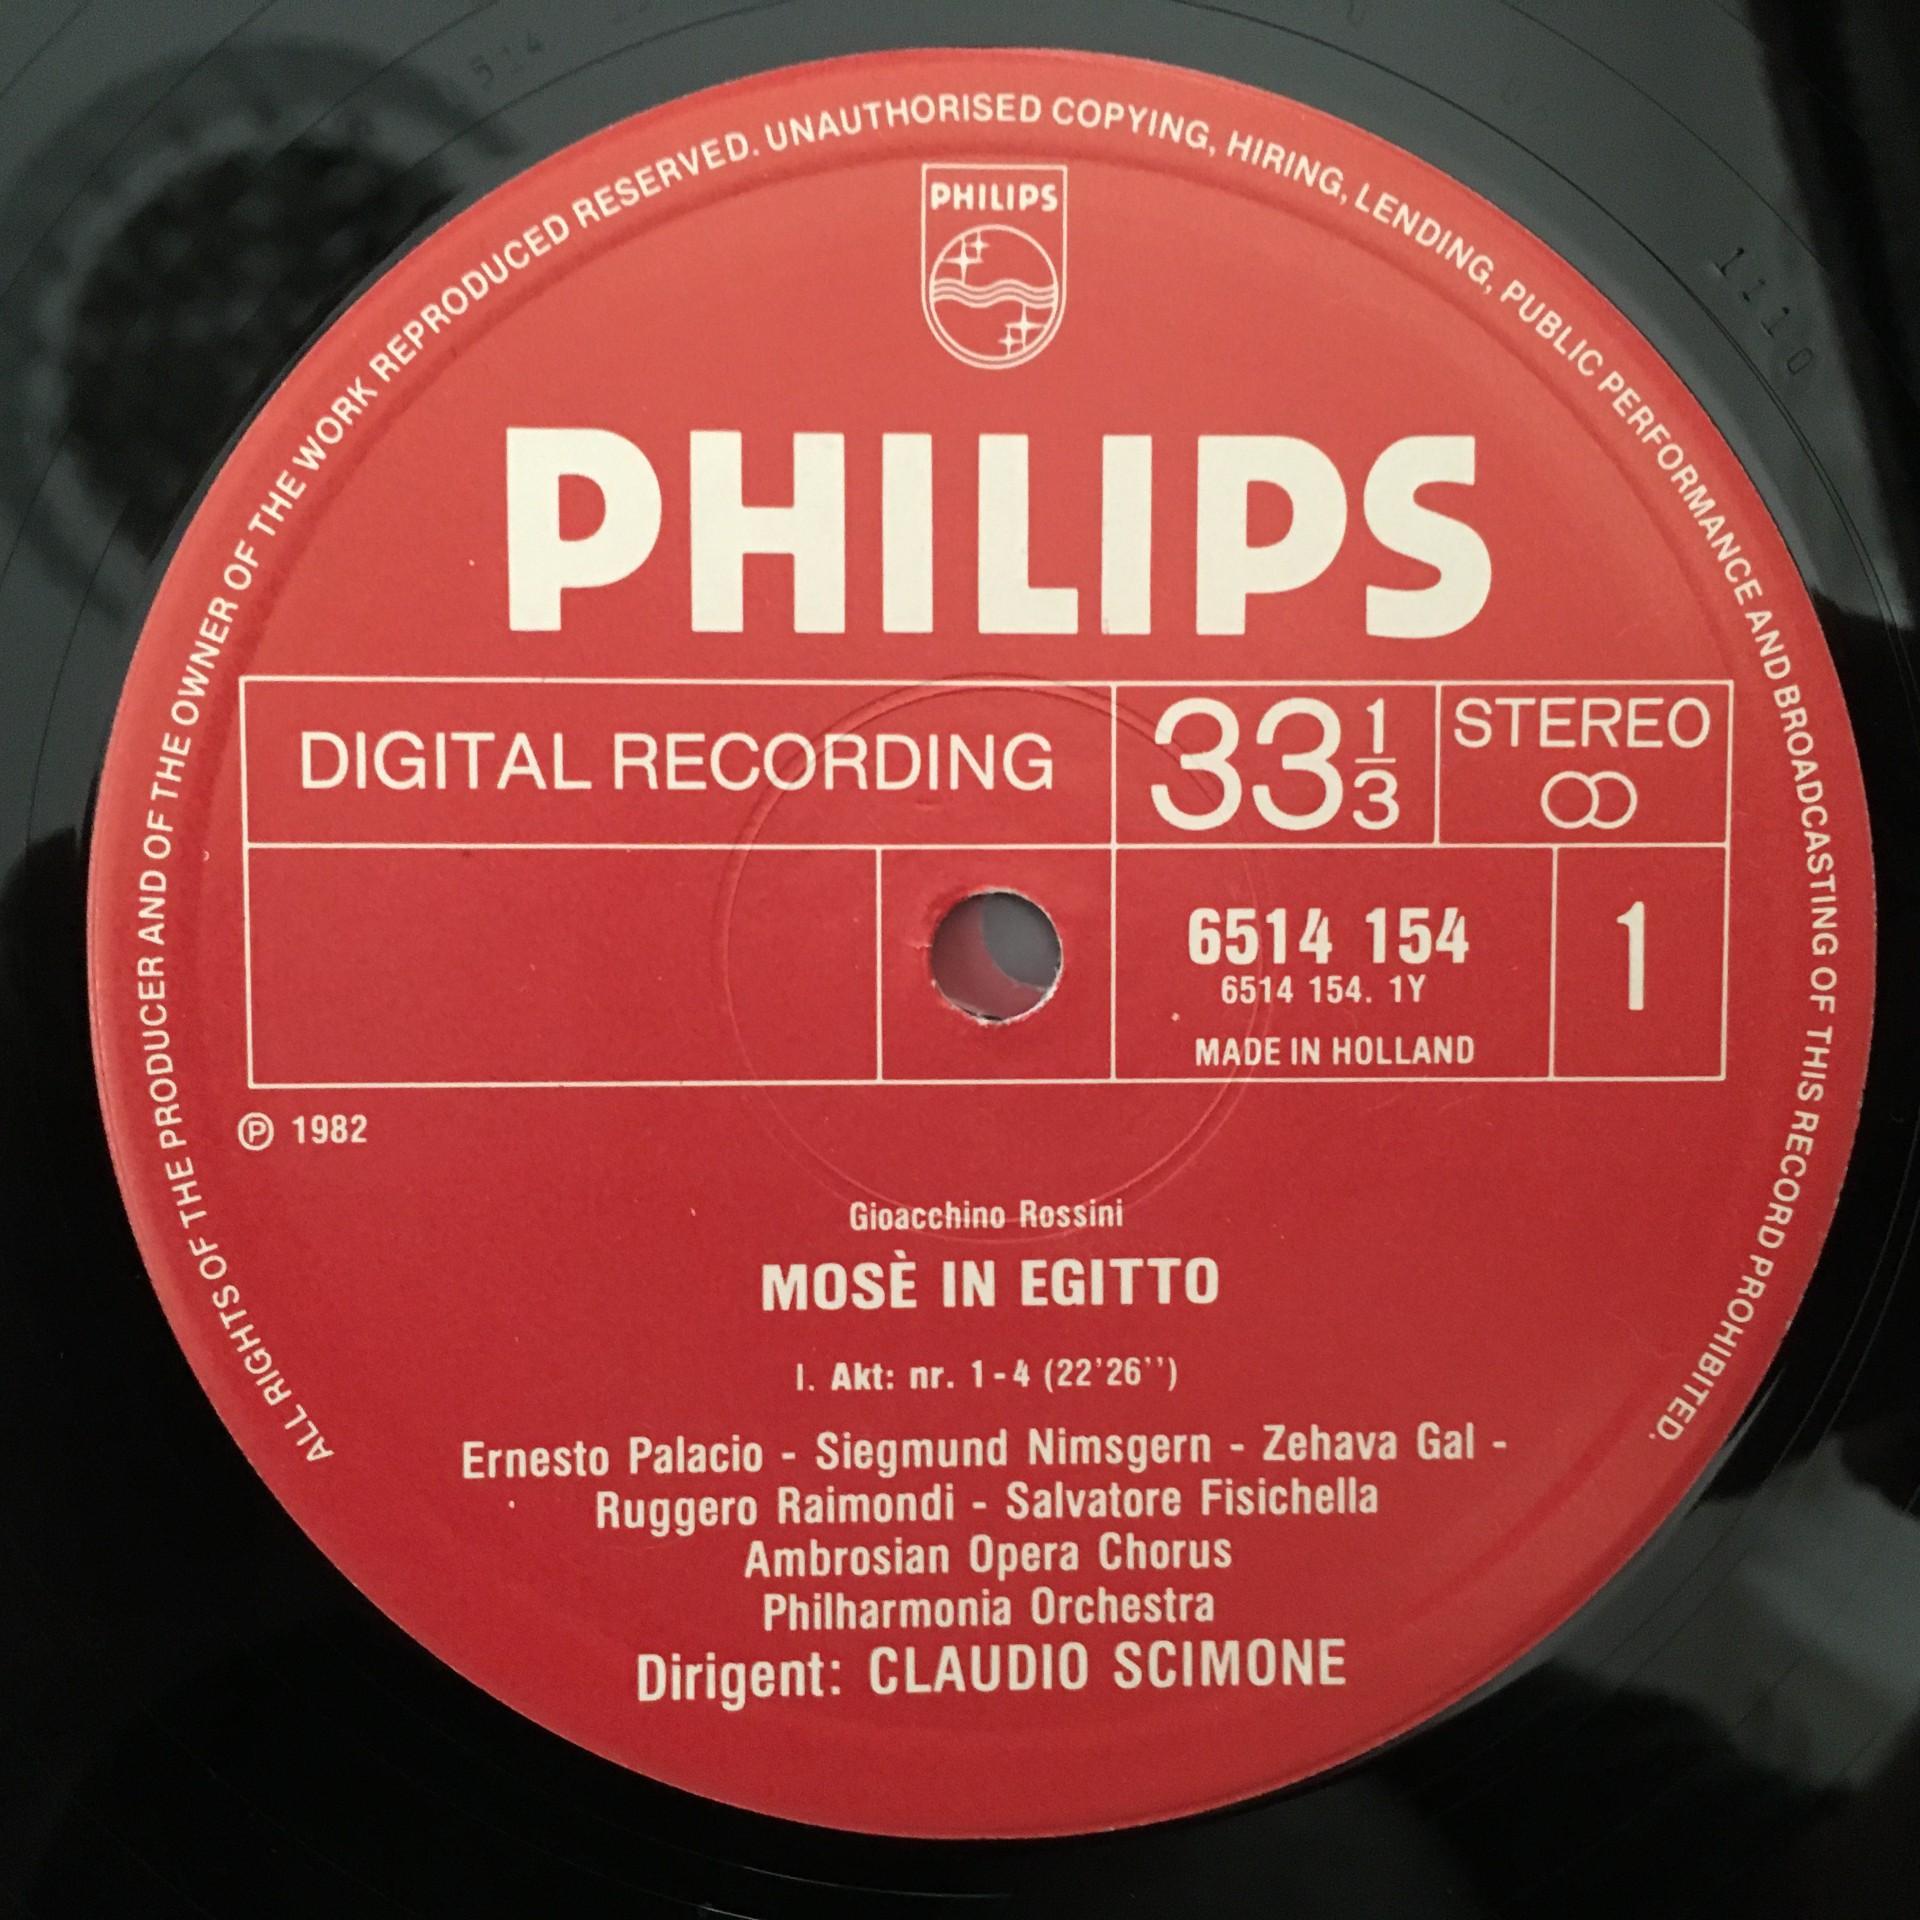 ALL RIGHTS OF THE PRODUCER AND OF THE OWNER OF THE WORK REPRODUCED RESERVED. UNAUTHORISED COPYING, HIRING, LENDING, PUBLIC PERFORMANCE AND BROADCASTING OF THIS RECORD PROHIBITED.
PHILIPS
PHILIPS
DIGITAL RECORDING
33 1/3
STEREO
6514 154
6514 154. 1Y
MADE IN HOLLAND
1
Ⓟ 1982
Gioacchino Rossini
MOSÈ IN EGITTO
I. Akt: nr. 1-4 (22'26'')
Ernesto Palacio - Siegmund Nimsgern - Zehava Gal -
Ruggero Raimondi - Salvatore Fisichella
Ambrosian Opera Chorus
Philharmonia Orchestra
Dirigent: CLAUDIO SCIMONE
1110